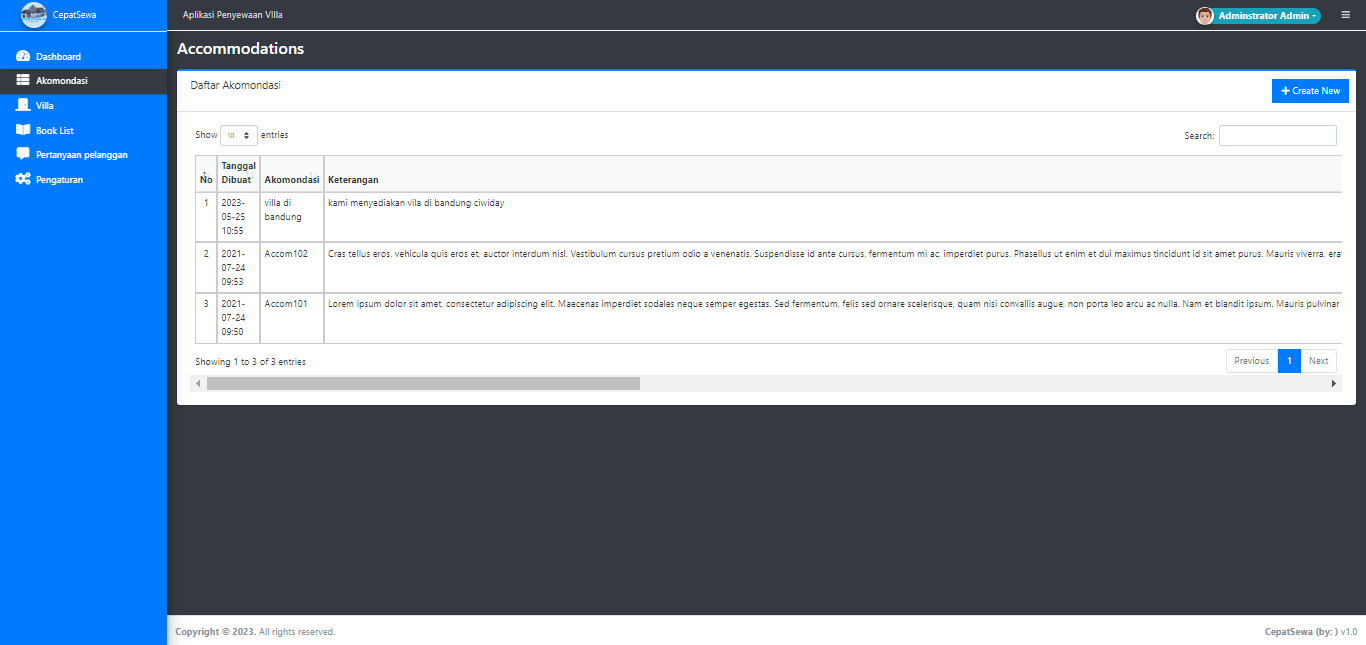 CepatSewa
Aplikasi Penyewaan VIlla
Adminstrator Admin
Dashboard
Akomondasi
Villa
Book List
Pertanyaan pelanggan
Pengaturan
Accommodations
Daftar Akomondasi
Create New
Show 10 entries
Search:
No Tanggal Dibuat Akomondasi Keterangan
1 2023-05-25 10:55 villa di bandung kami menyediakan vila di bandung ciwiday
2 2021-07-24 09:53 Accom102 Cras tellus eros, vehicula quis eros et, auctor interdum nisl. Vestibulum cursus pretium odio a venenatis. Suspendisse id ante cursus, fermentum mi ac, imperdiet purus. Phasellus ut enim et dui maximus tincidunt id sit amet purus. Mauris viverra, era
3 2021-07-24 09:50 Accom101 Lorem ipsum dolor sit amet, consectetur adipiscing elit. Maecenas imperdiet sodales neque semper egestas. Sed fermentum, felis sed ornare scelerisque, quam nisi convallis augue, non porta leo arcu ac nulla. Nam et blandit ipsum. Mauris pulvinar
Showing 1 to 3 of 3 entries
Previous 1 Next
Copyright © 2023. All rights reserved.
CepatSewa (by: ) v1.0